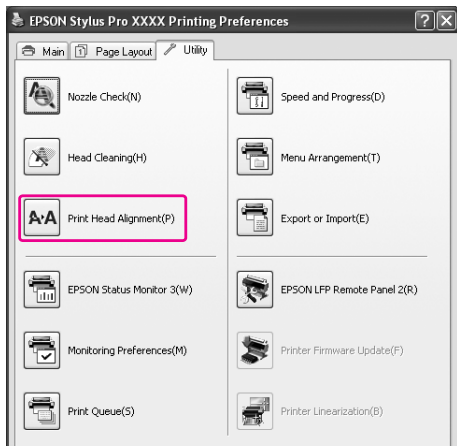 EPSON Stylus Pro XXXX Printing Preferences
Main Page Layout Utility
Nozzle Check(N)
Speed and Progress(D)
Head Cleaning(H)
Menu Arrangement(T)
A·A Print Head Alignment(P)
Export or Import(E)
EPSON Status Monitor 3(W)
EPSON LFP Remote Panel 2(R)
Monitoring Preferences(M)
Printer Firmware Update(F)
Print Queue(S)
Printer Linearization(B)